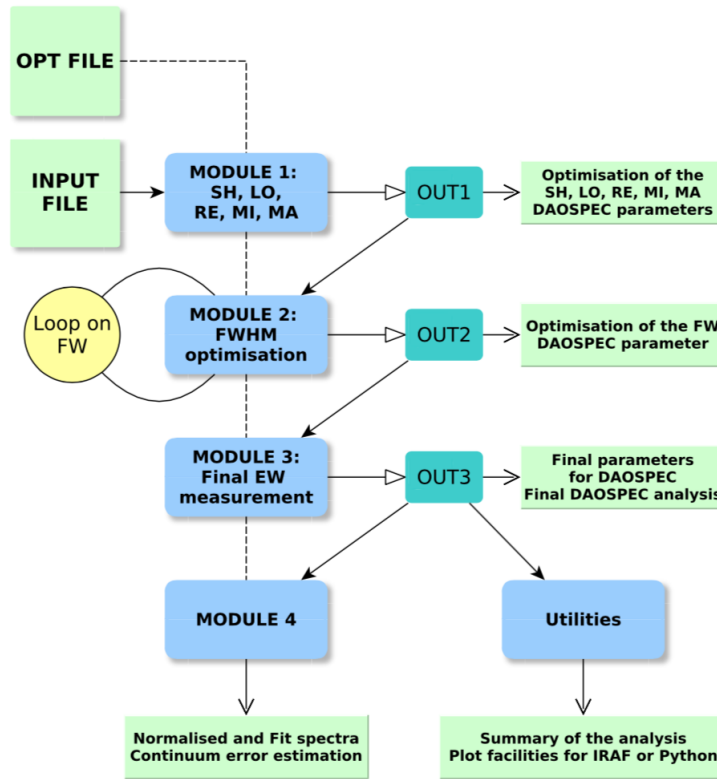 OPT FILE
INPUT
FILE
MODULE 1:
SH, LO,
RE, MI, MA
OUT1
Optimisation of the
SH, LO, RE, MI, MA
DAOSPEC parameters
Loop on
FW
MODULE 2:
FWHM
optimisation
OUT2
Optimisation of the FW
DAOSPEC parameter
MODULE 3:
Final EW
measurement
OUT3
Final parameters
for DAOSPEC
Final DAOSPEC analysis
MODULE 4
Utilities
Normalised and Fit spectra
Continuum error estimation
Summary of the analysis
Plot facilities for IRAF or Python